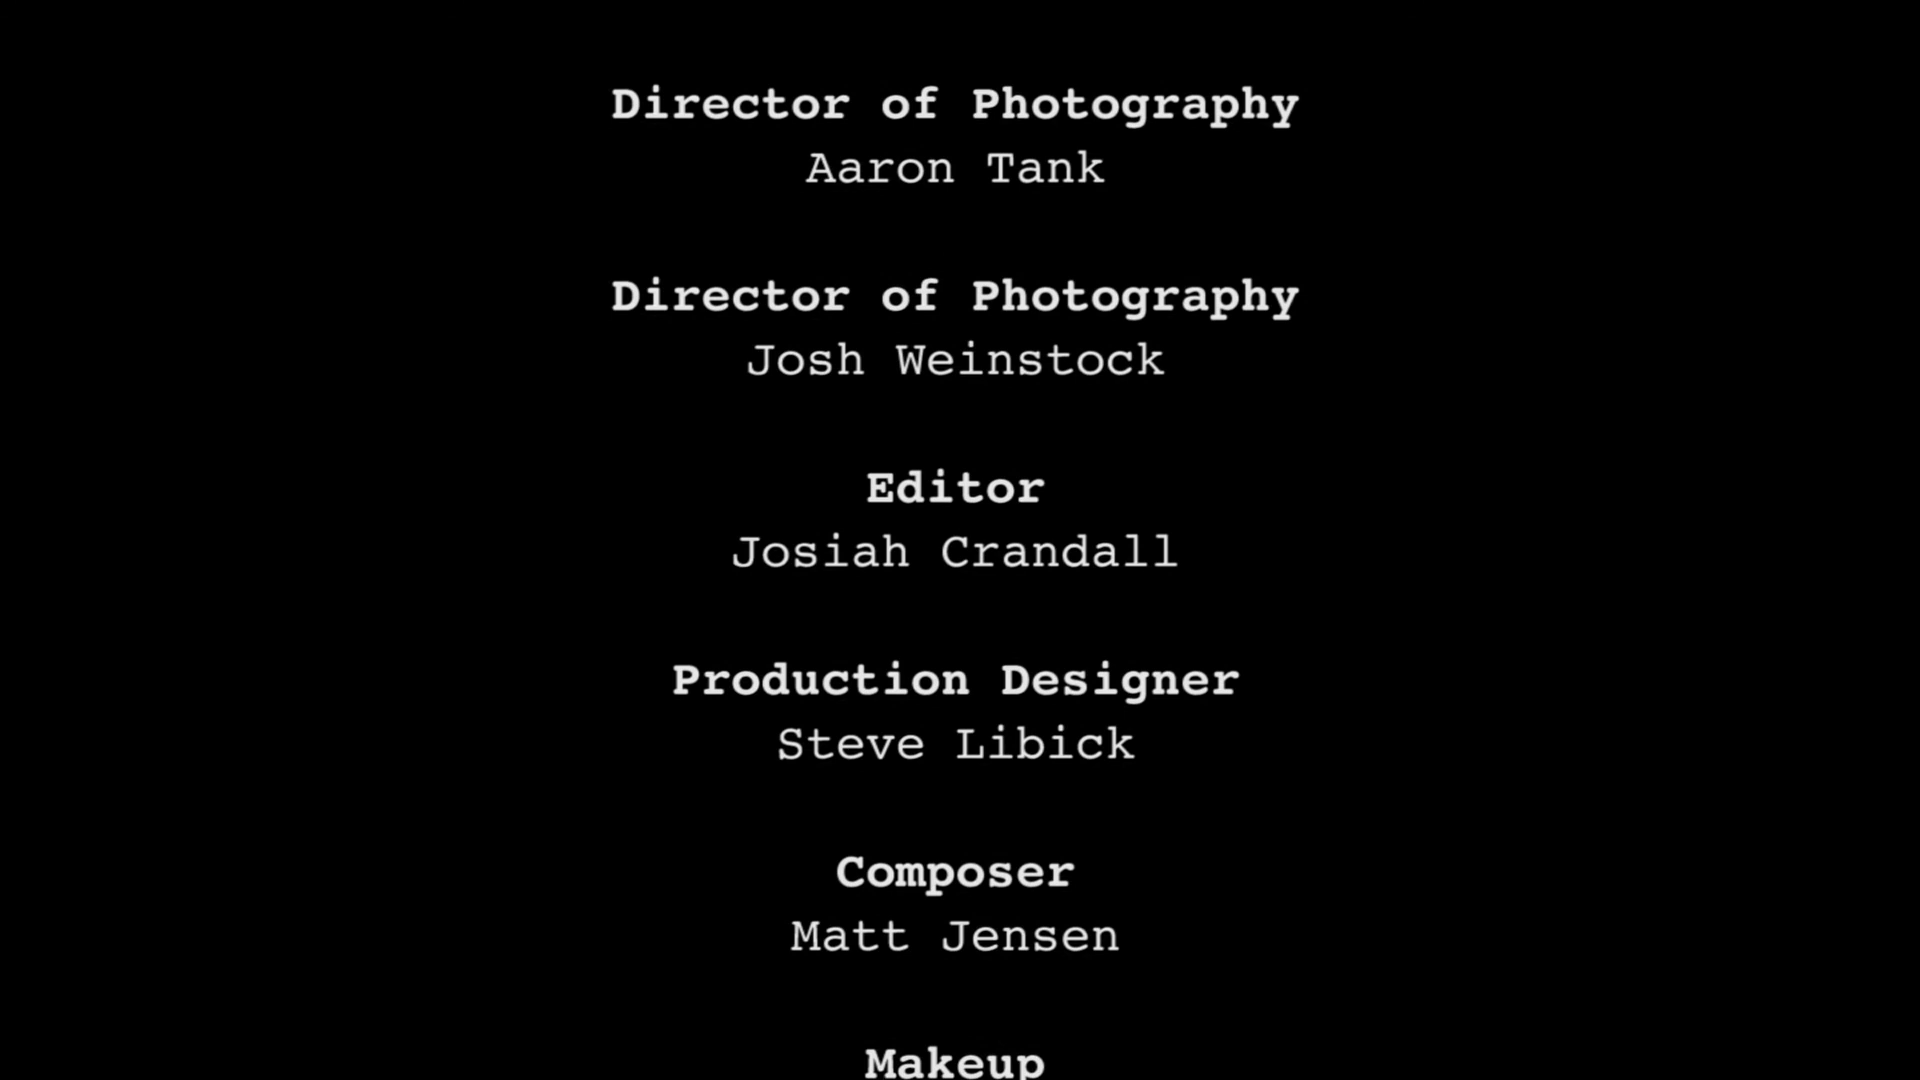 Director of Photography
Aaron Tank
Director of Photography
Josh Weinstock
Editor
Josiah Crandall
Production Designer
Steve Libick
Composer
Matt Jensen
Makeup